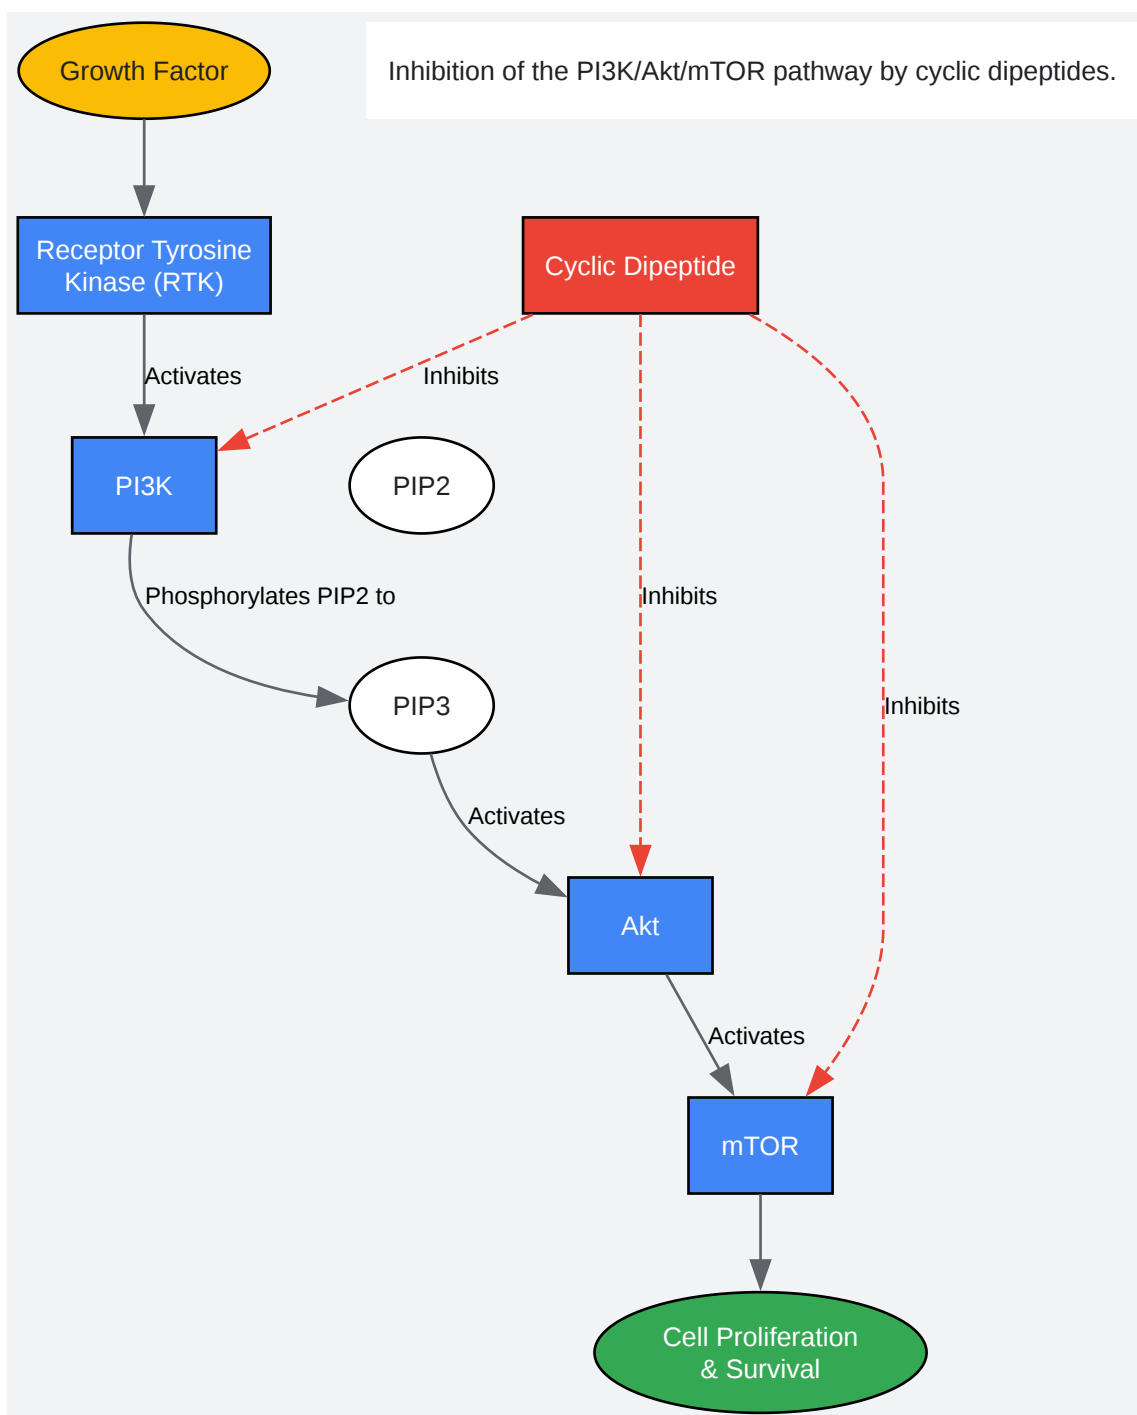 Growth Factor
Inhibition of the PI3K/Akt/mTOR pathway by cyclic dipeptides.
Receptor Tyrosine
Kinase (RTK)
Cyclic Dipeptide
Activates
Inhibits
PI3K
PIP2
Phosphorylates PIP2 to
Inhibits
PIP3
Inhibits
Activates
Akt
Activates
mTOR
Cell Proliferation
& Survival